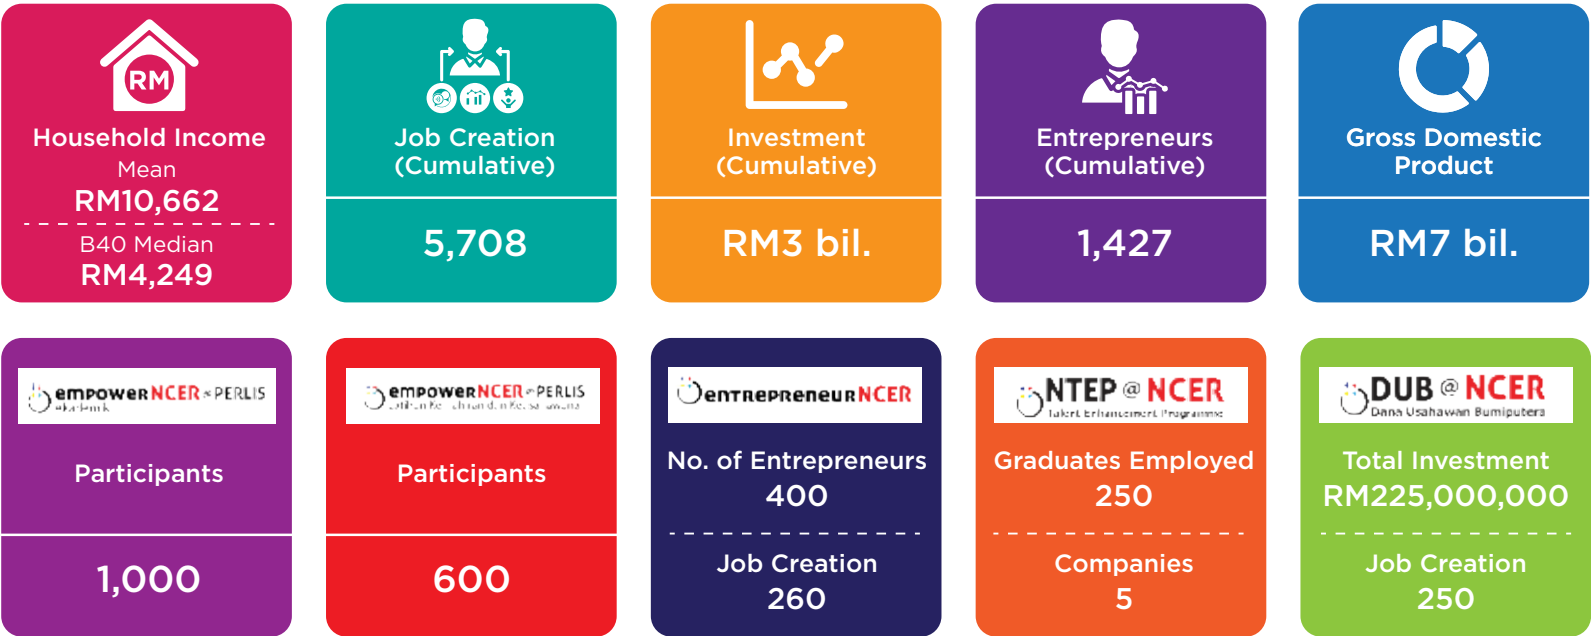 RM
Household Income
Mean
RM10,662
B40 Median
RM4,249
Job Creation
(Cumulative)
5,708
Investment
(Cumulative)
RM3 bil.
Entrepreneurs
(Cumulative)
1,427
Gross Domestic
Product
RM7 bil.
empowerNCER PERLIS
Akademik
Participants
1,000
empowerNCER PERLIS
Participants
600
entrepreneurNCER
No. of Entrepreneurs
400
Job Creation
260
NTEP @ NCER
Talent Enhancement Programme
Graduates Employed
250
Companies
5
DUB @ NCER
Dana Usahawan Bumiputera
Total Investment
RM225,000,000
Job Creation
250